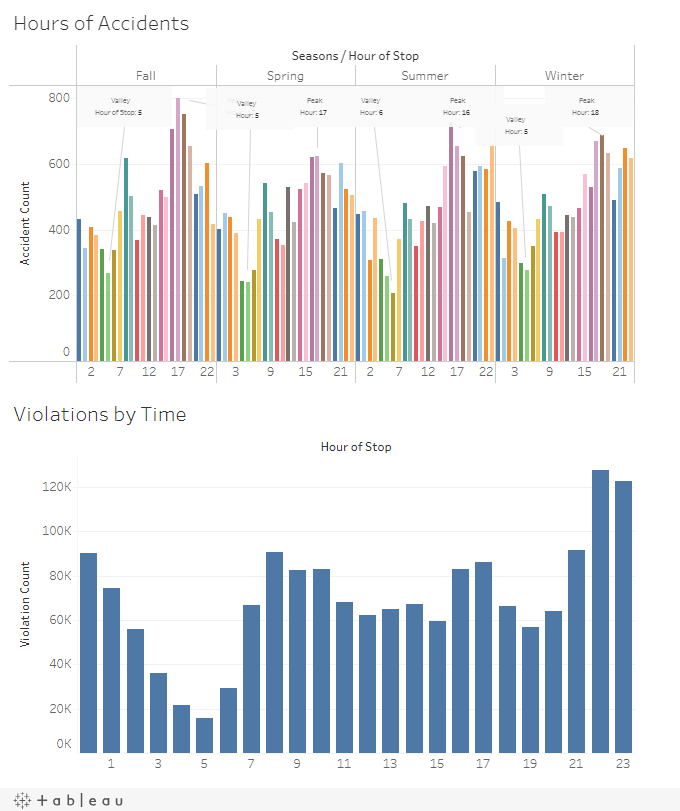 Hours of Accidents
Seasons / Hour of Stop
Fall Spring Summer Winter
Valley
Hour of Stop: 5
Valley
Hour: 5
Peak
Hour: 17
Valley
Hour: 6
Peak
Hour: 16
Valley
Hour: 5
Peak
Hour: 18
Accident Count
800
600
400
200
0
2 7 12 17 22 3 9 15 21 2 7 12 17 22 3 9 15 21
Violations by Time
Hour of Stop
Violation Count
120K
100K
80K
60K
40K
20K
0K
1 3 5 7 9 11 13 15 17 19 21 23
+ a b | e a u